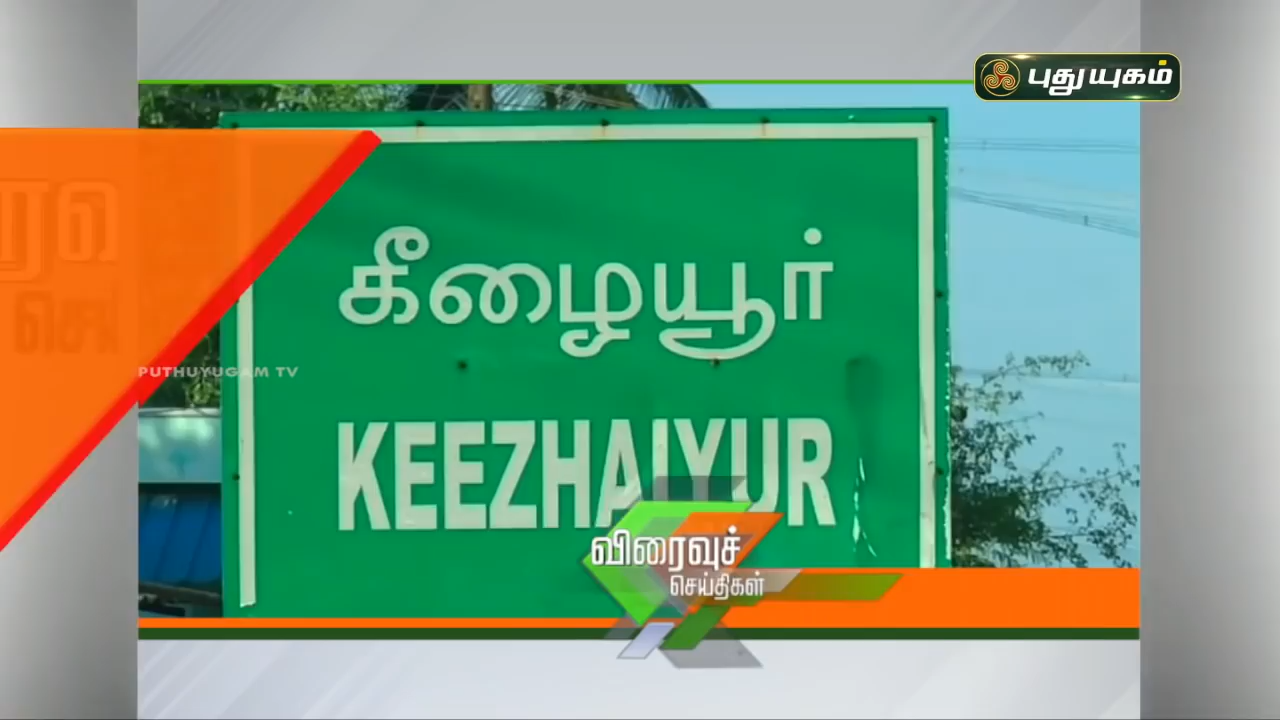 புதுயுகம்
கீழையூர்
PUTHUYUGAM TV
KEEZHAIYUR
விரைவுச்
செய்திகள்